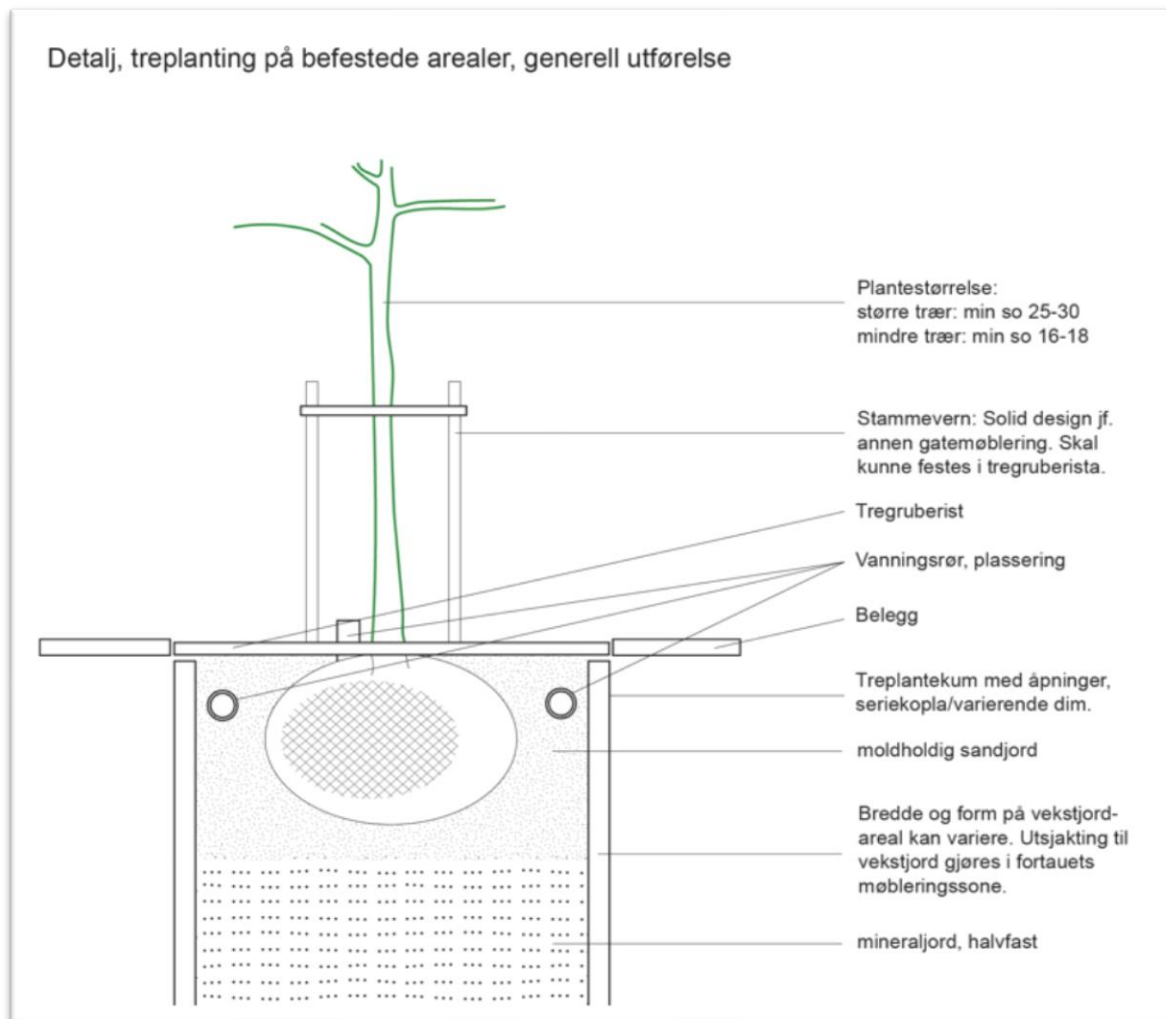 Detalj, treplanting på befestede arealer, generell utførelse
Plantestørrelse:
større trær: min so 25-30
mindre trær: min so 16-18
Stammevern: Solid design jf.
annen gatemøblering. Skal
kunne festes i tregruberista.
Tregruberist
Vanningsrør, plassering
Belegg
Treplantekum med åpninger,
seriekopla/varierende dim.
moldholdig sandjord
Bredde og form på vekstjord-
areal kan variere. Utsjakting til
vekstjord gjøres i fortauets
møbleringssone.
mineraljord, halvfast